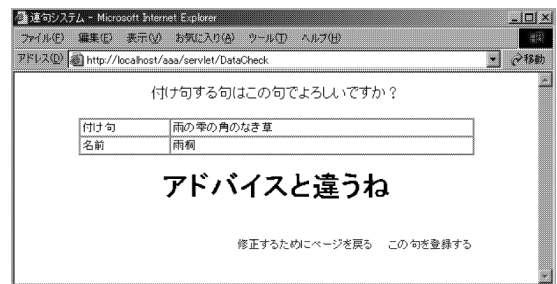 連句システム - Microsoft Internet Explorer
ファイル(F) 編集(E) 表示(V) お気に入り(A) ツール(T) ヘルプ(H)
アドレス(D) http://localhost/aaa/servlet/DataCheck 移動
付け句する句はこの句でよろしいですか？
付け句 雨の雫の角のなき草
名前 雨桐
アドバイスと違うね
修正するためにページを戻る この句を登録する